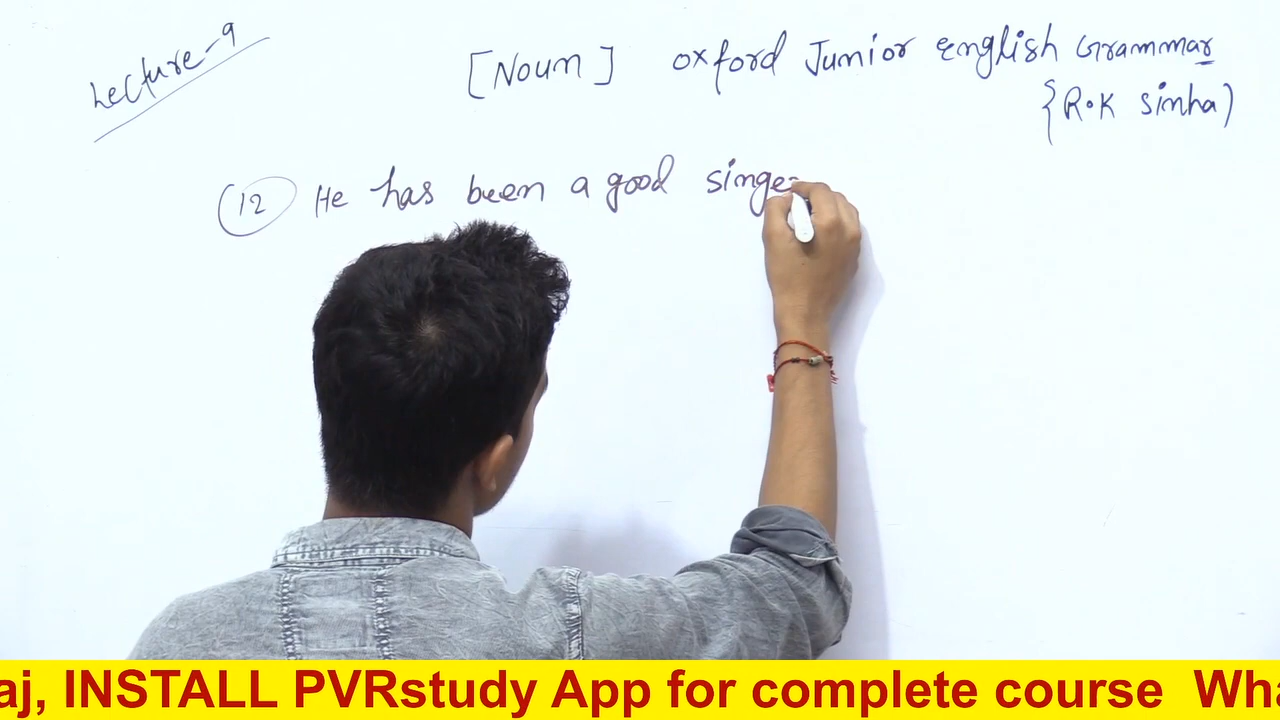 Lecture-9
[Noun] Oxford Junior English Grammar
{R.K Sinha)
(12) He has been a good singe
aj, INSTALL PVRstudy App for complete course Wha